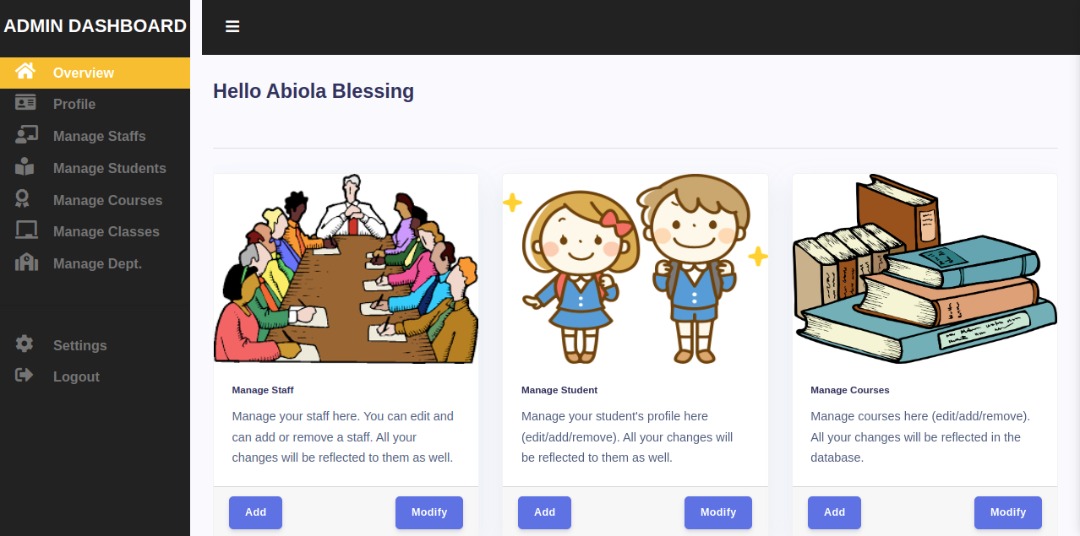 ADMIN DASHBOARD
Overview
Profile
Manage Staffs
Manage Students
Manage Courses
Manage Classes
Manage Dept.
Settings
Logout
Hello Abiola Blessing
Manage Staff
Manage your staff here. You can edit and
can add or remove a staff. All your
changes will be reflected to them as well.
Add
Modify
Manage Student
Manage your student's profile here
(edit/add/remove). All your changes will
be reflected to them as well.
Add
Modify
Manage Courses
Manage courses here (edit/add/remove).
All your changes will be reflected in the
database.
Add
Modify